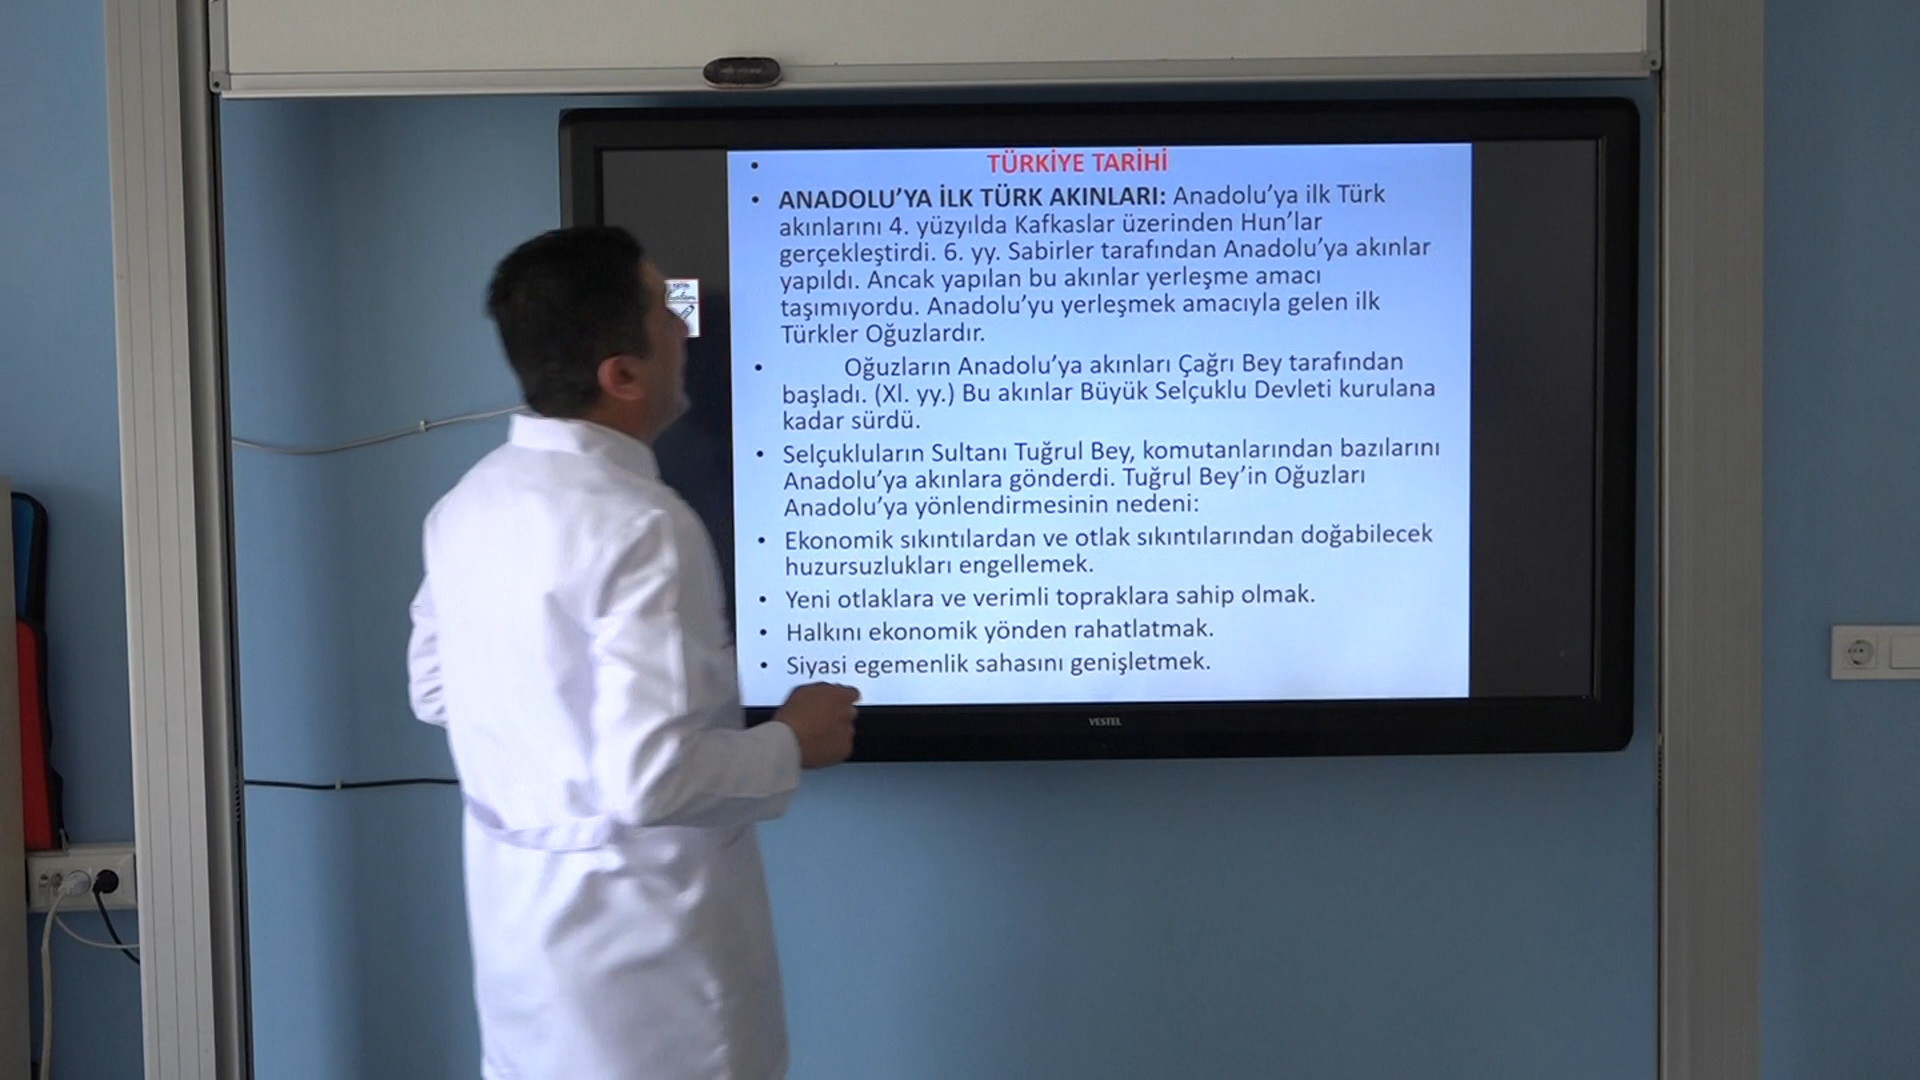 • TÜRKİYE TARİHİ
• ANADOLU'YA İLK TÜRK AKINLARI: Anadolu'ya ilk Türk
akınlarını 4. yüzyılda Kafkaslar üzerinden Hun'lar
gerçekleştirdi. 6. yy. Sabirler tarafından Anadolu'ya akınlar
yapıldı. Ancak yapılan bu akınlar yerleşme amacı
taşımıyordu. Anadolu'yu yerleşmek amacıyla gelen ilk
Türkler Oğuzlardır.
• Oğuzların Anadolu'ya akınları Çağrı Bey tarafından
başladı. (Xl. yy.) Bu akınlar Büyük Selçuklu Devleti kurulana
kadar sürdü.
• Selçukluların Sultanı Tuğrul Bey, komutanlarından bazılarını
Anadolu'ya akınlara gönderdi. Tuğrul Bey'in Oğuzları
Anadolu'ya yönlendirmesinin nedeni:
• Ekonomik sıkıntılardan ve otlak sıkıntılarından doğabilecek
huzursuzlukları engellemek.
• Yeni otlaklara ve verimli topraklara sahip olmak.
• Halkını ekonomik yönden rahatlatmak.
• Siyasi egemenlik sahasını genişletmek.
VESTEL